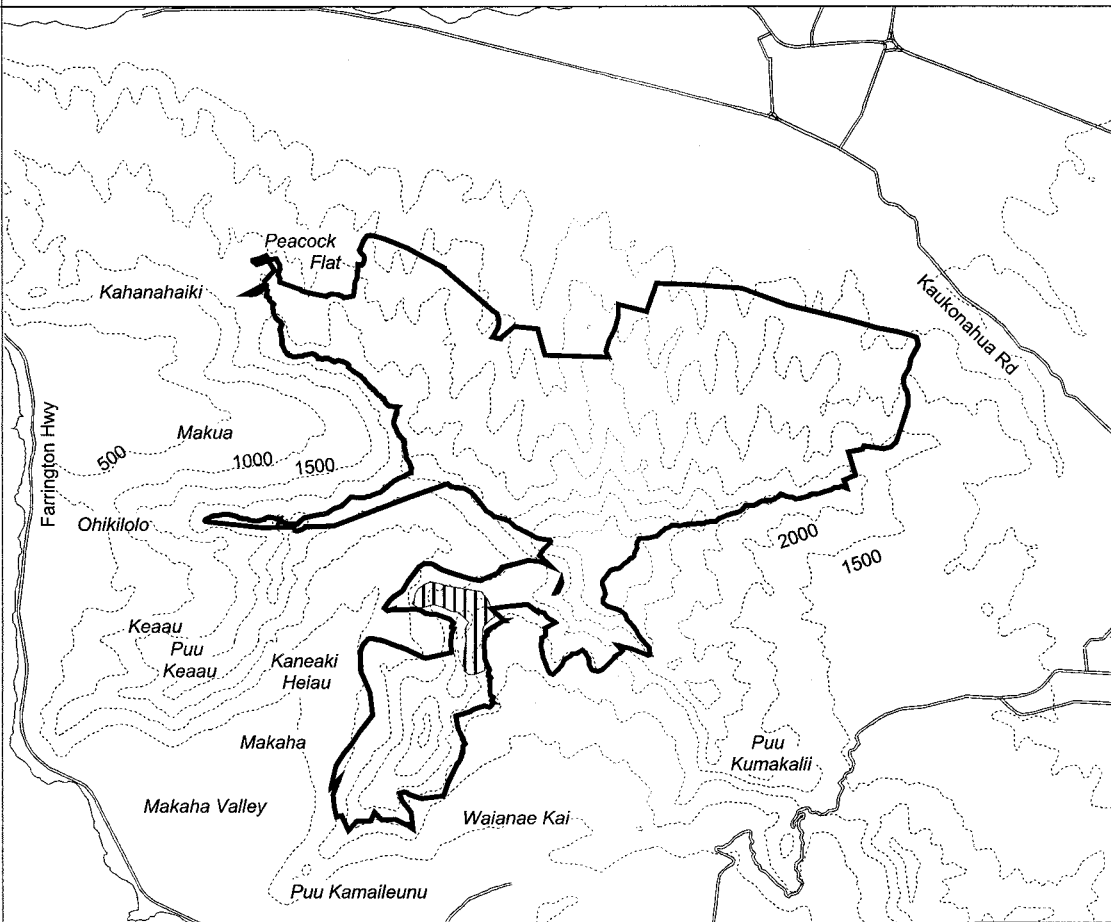 Peacock
Flat
Kahanahaiki
Kaukonahua Rd
Farrington Hwy
Makua
500
1000
1500
Ohikilolo
2000
1500
Keaau
Puu
Keaau
Kaneaki
Heiau
Makaha
Puu
Kumakalii
Makaha Valley
Waianae Kai
Puu Kamaileunu